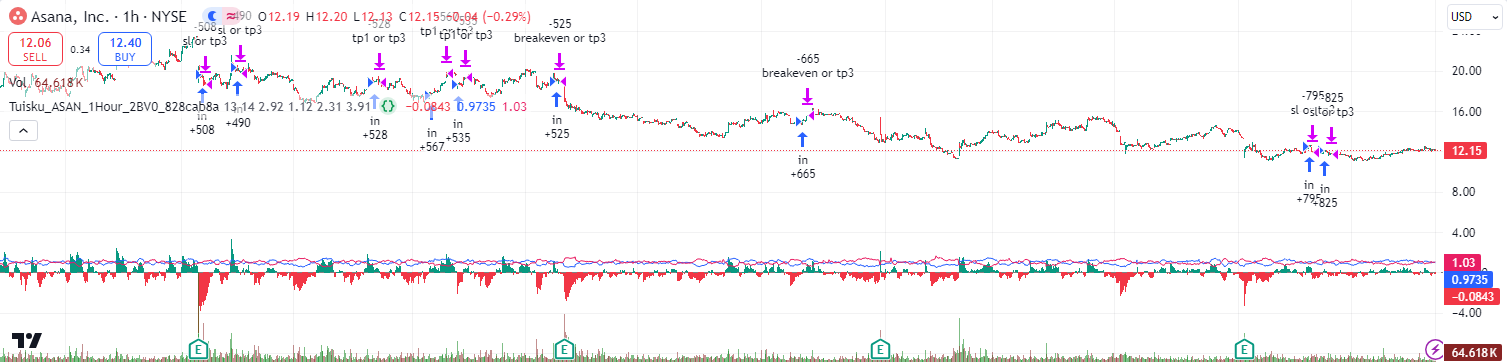 Asana, Inc. · 1h · NYSE O12.19 H12.20 L12.13 C12.15 −0.04 (−0.29%)
USD
12.06
SELL
0.34
12.40
BUY
Vol. 64.618K
Tuisku_ASAN_1Hour_2BV0_828cab8a 13.14 2.92 1.12 2.31 3.91 −0.0843 0.9735 1.03
-508
sl or tp3
in
+508
sl or tp3
+490
-528
tp1 or tp3
in
+528
in
+567
tp1 or tp3
+535
-525
breakeven or tp3
in
+525
-665
breakeven or tp3
in
+665
-795
in
+795
825
in
+825
20.00
16.00
12.15
8.00
4.00
1.03
0.9735
−0.0843
−4.00
64.618K
E
E
E
E